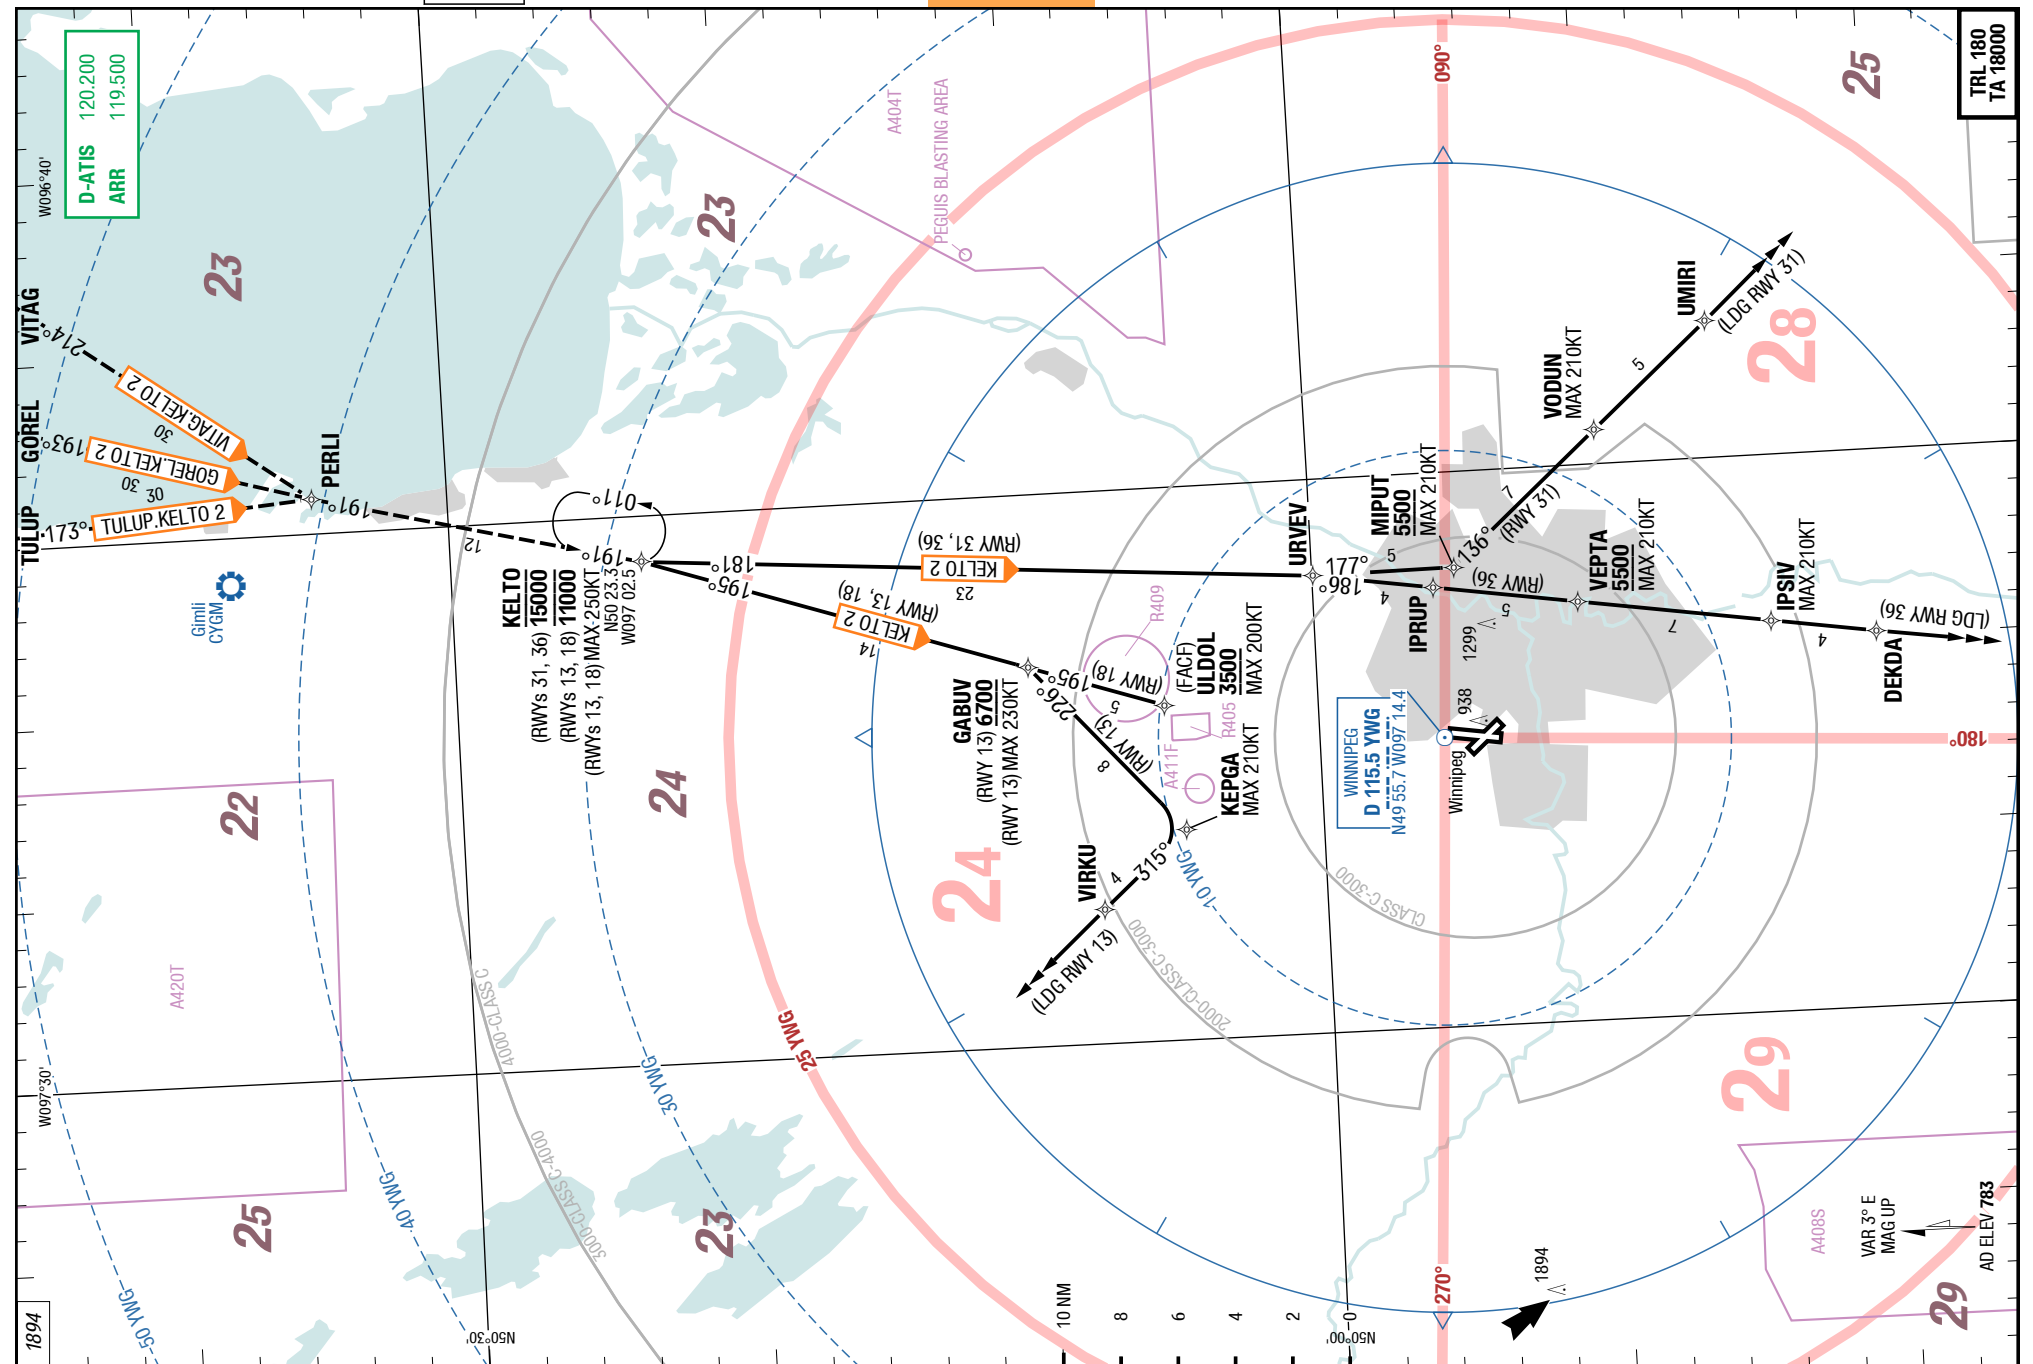 D-ATIS 120.200
ARR 119.500
TRL 180
TA 18000
W096°40'
W097°30'
N50°30'
N50°00'
090°
180°
270°
25
23
23
23
22
24
24
25
23
28
29
29
VITAG
GOREL
TULUP
214°
193°
173°
VITAG.KELTO 2
30
GOREL.KELTO 2
30
TULUP.KELTO 2
30
PERLI
191°
12
191°
011°
Gimli
CYGM
KELTO
(RWYs 31, 36) 15000
(RWYs 13, 18) 11000
(RWYs 13, 18) MAX 250KT
N50 23.3
W097 02.5
181°
195°
(RWY 31, 36)
KELTO 2
23
(RWY 13, 18)
KELTO 2
14
GABUV
(RWY 13) 6700
(RWY 13) MAX 230KT
195°
226°
(RWY 18)
5
(RWY 13)
8
(FACF)
ULDOL
3500
MAX 200KT
KEPGA
MAX 210KT
315°
4
VIRKU
(LDG RWY 13)
URVEV
177°
186°
5
4
MIPUT
5500
MAX 210KT
136°
7
(RWY 31)
VODUN
MAX 210KT
5
UMIRI
(LDG RWY 31)
IPRUP
(RWY 36)
5
VEPTA
5500
MAX 210KT
7
IPSIV
MAX 210KT
4
DEKDA
(LDG RWY 36)
1299
938
WINNIPEG
D 115.5 YWG
N49 55.7 W097 14.4
Winnipeg
A404T
PEGUIS BLASTING AREA
R409
R405
A411F
A420T
A408S
10 YWG
25 YWG
30 YWG
40 YWG
50 YWG
CLASS C-3000
2000-CLASS C-3000
4000-CLASS C
3000-CLASS C-4000
10 NM
8
6
4
2
0
1894
1894
VAR 3° E
MAG UP
AD ELEV 783